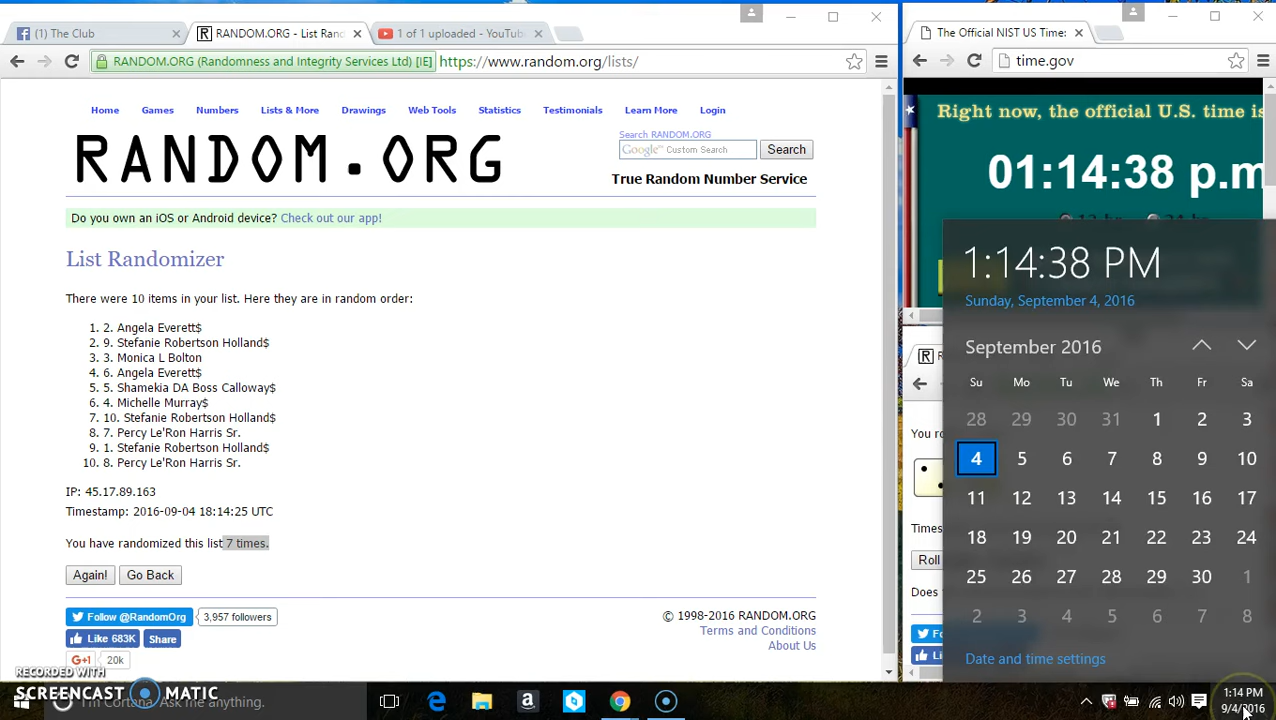 (1) The Club
RANDOM.ORG - List Rand
1 of 1 uploaded - YouTub
RANDOM.ORG (Randomness and Integrity Services Ltd) [IE]
https://www.random.org/lists/
Home Games Numbers Lists & More Drawings Web Tools Statistics Testimonials Learn More Login
RANDOM.ORG
Search RANDOM.ORG
Google Custom Search
Search
True Random Number Service
Do you own an iOS or Android device? Check out our app!
List Randomizer
There were 10 items in your list. Here they are in random order:
1. 2. Angela Everett$
2. 9. Stefanie Robertson Holland$
3. 3. Monica L Bolton
4. 6. Angela Everett$
5. 5. Shamekia DA Boss Calloway$
6. 4. Michelle Murray$
7. 10. Stefanie Robertson Holland$
8. 7. Percy Le'Ron Harris Sr.
9. 1. Stefanie Robertson Holland$
10. 8. Percy Le'Ron Harris Sr.
IP: 45.17.89.163
Timestamp: 2016-09-04 18:14:25 UTC
You have randomized this list 7 times.
Again! Go Back
Follow @RandomOrg 3,957 followers
Like 683K Share
G+1 20k
© 1998-2016 RANDOM.ORG
Terms and Conditions
About Us
The Official NIST US Time:
time.gov
Right now, the official U.S. time is
01:14:38 p.m
You ro
Times
Roll
Does
Fo
Li
1:14:38 PM
Sunday, September 4, 2016
September 2016
Su Mo Tu We Th Fr Sa
28 29 30 31 1 2 3
4 5 6 7 8 9 10
11 12 13 14 15 16 17
18 19 20 21 22 23 24
25 26 27 28 29 30 1
2 3 4 5 6 7 8
Date and time settings
RECORDED WITH
SCREENCAST MATIC
I'm Cortana. Ask me anything.
1:14 PM
9/4/2016